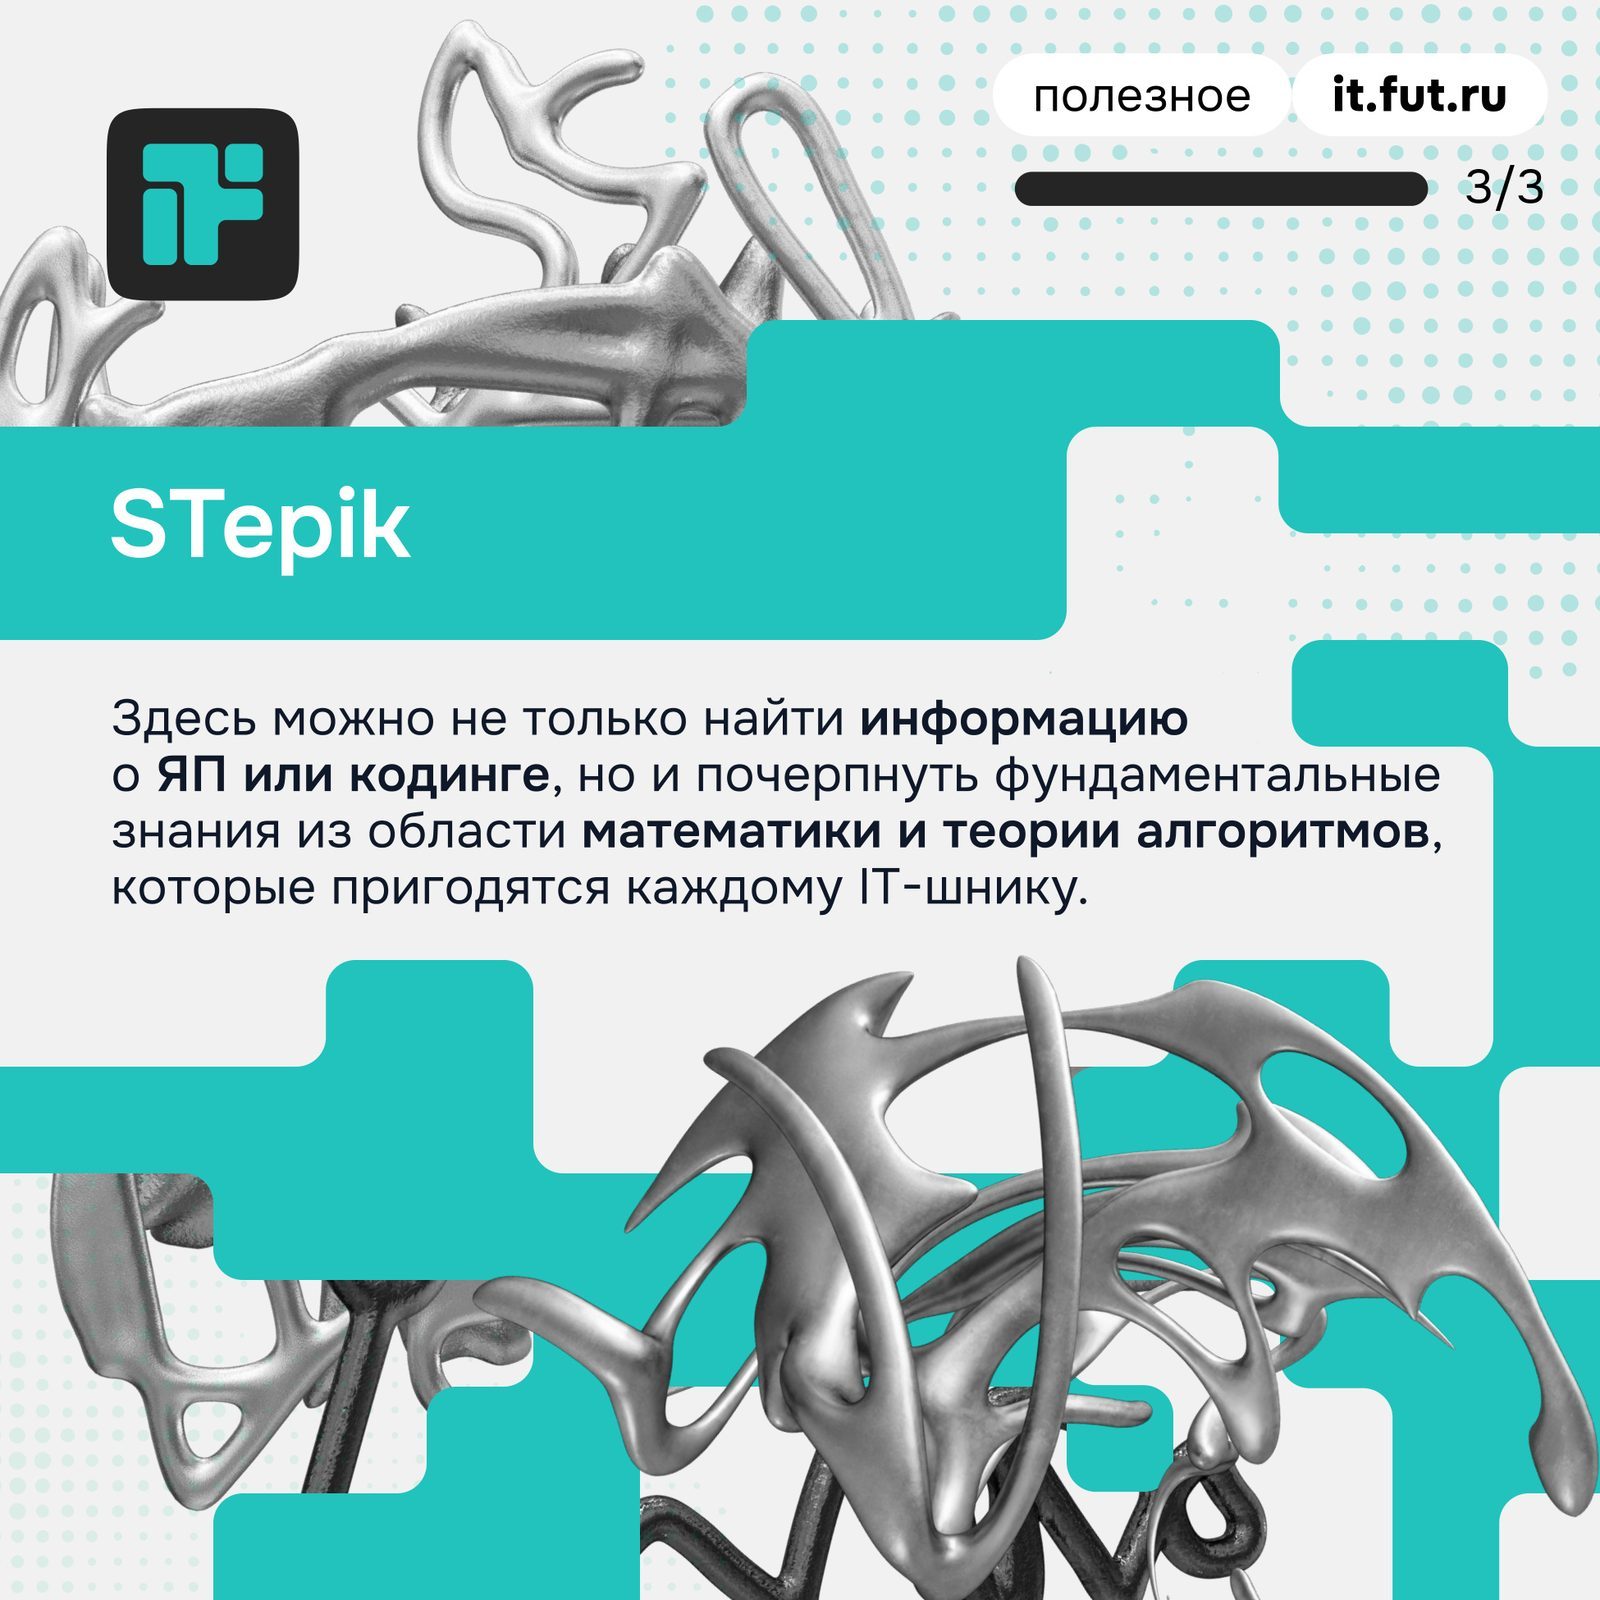 полезное
it.fut.ru
3/3
STepik
Здесь можно не только найти информацию
о ЯП или кодинге, но и почерпнуть фундаментальные
знания из области математики и теории алгоритмов,
которые пригодятся каждому IT-шнику.